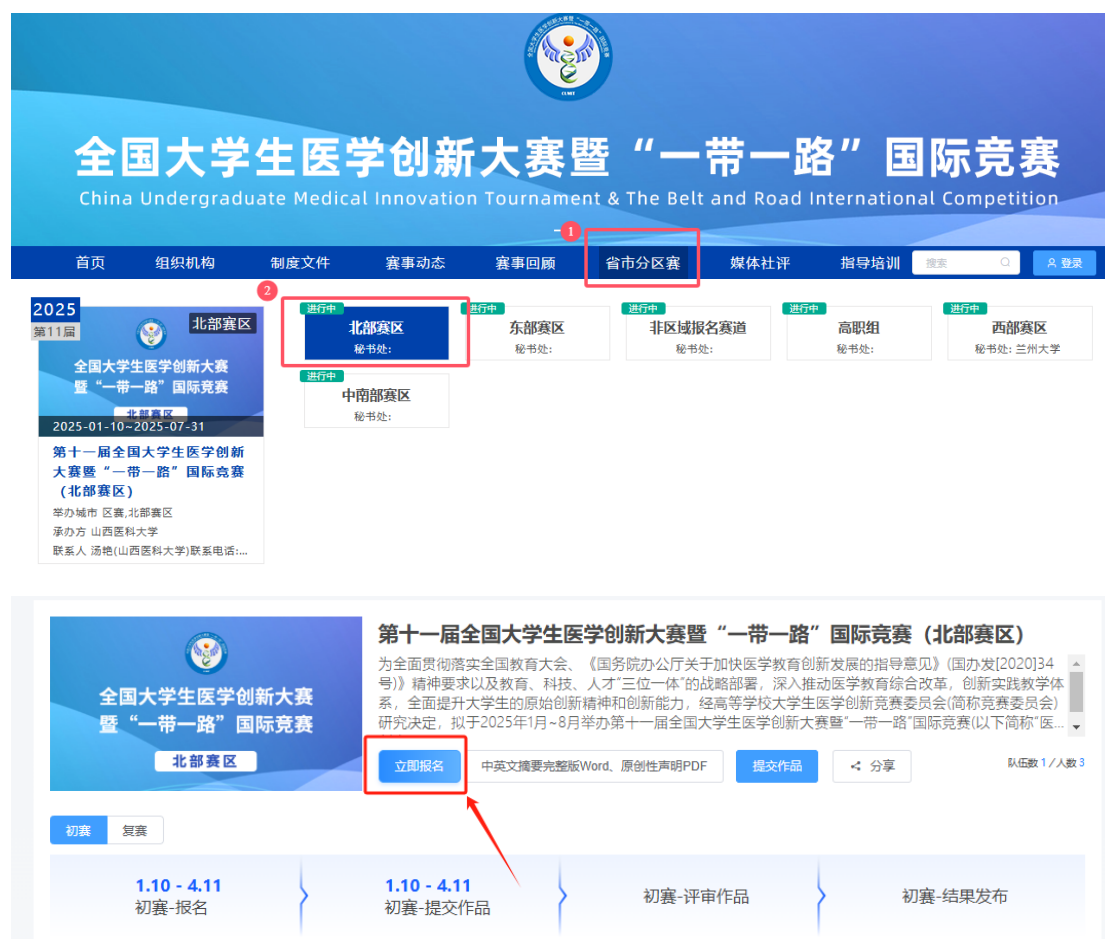 全国大学生医学创新大赛暨“一带一路”国际竞赛
China Undergraduate Medical Innovation Tournament & The Belt and Road International Competition
1
首页 组织机构 制度文件 赛事动态 赛事回顾 省市分区赛 媒体社评 指导培训 搜索 登录
2
2025
第11届
北部赛区
全国大学生医学创新大赛
暨“一带一路”国际竞赛
北部赛区
2025-01-10~2025-07-31
第十一届全国大学生医学创新
大赛暨“一带一路”国际竞赛
(北部赛区)
举办城市 区赛,北部赛区
承办方 山西医科大学
联系人 汤艳(山西医科大学)联系电话:...
进行中
北部赛区
秘书处:
进行中
东部赛区
秘书处:
进行中
非区域报名赛道
秘书处:
进行中
高职组
秘书处:
进行中
西部赛区
秘书处: 兰州大学
进行中
中南部赛区
秘书处:
全国大学生医学创新大赛
暨“一带一路”国际竞赛
北部赛区
第十一届全国大学生医学创新大赛暨“一带一路”国际竞赛（北部赛区）
为全面贯彻落实全国教育大会、《国务院办公厅关于加快医学教育创新发展的指导意见》(国办发[2020]34
号)》精神要求以及教育、科技、人才“三位一体”的战略部署，深入推动医学教育综合改革，创新实践教学体
系，全面提升大学生的原始创新精神和创新能力，经高等学校大学生医学创新竞赛委员会(简称竞赛委员会)
研究决定，拟于2025年1月~8月举办第十一届全国大学生医学创新大赛暨“一带一路”国际竞赛(以下简称“医...
立即报名 中英文摘要完整版Word、原创性声明PDF 提交作品 分享 队伍数 1 / 人数 3
初赛 复赛
1.10 - 4.11
初赛-报名
1.10 - 4.11
初赛-提交作品
初赛-评审作品
初赛-结果发布